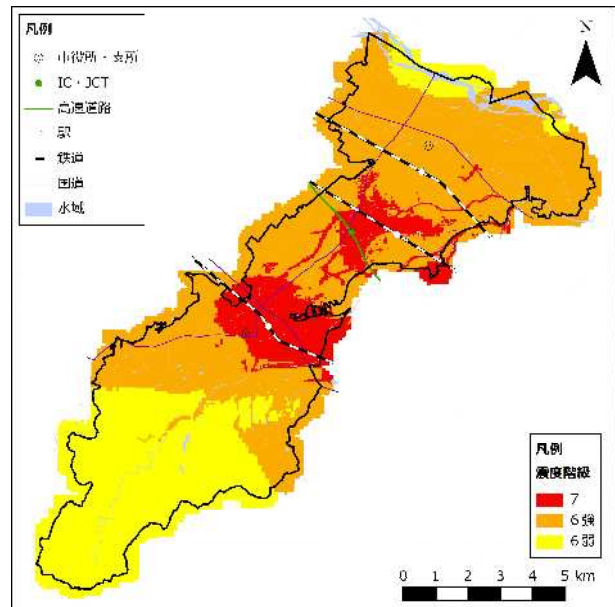 凡例
市役所・支所
IC・JCT
高速道路
駅
鉄道
国道
水域
N
凡例
震度階級
7
6強
6弱
0 1 2 3 4 5 km